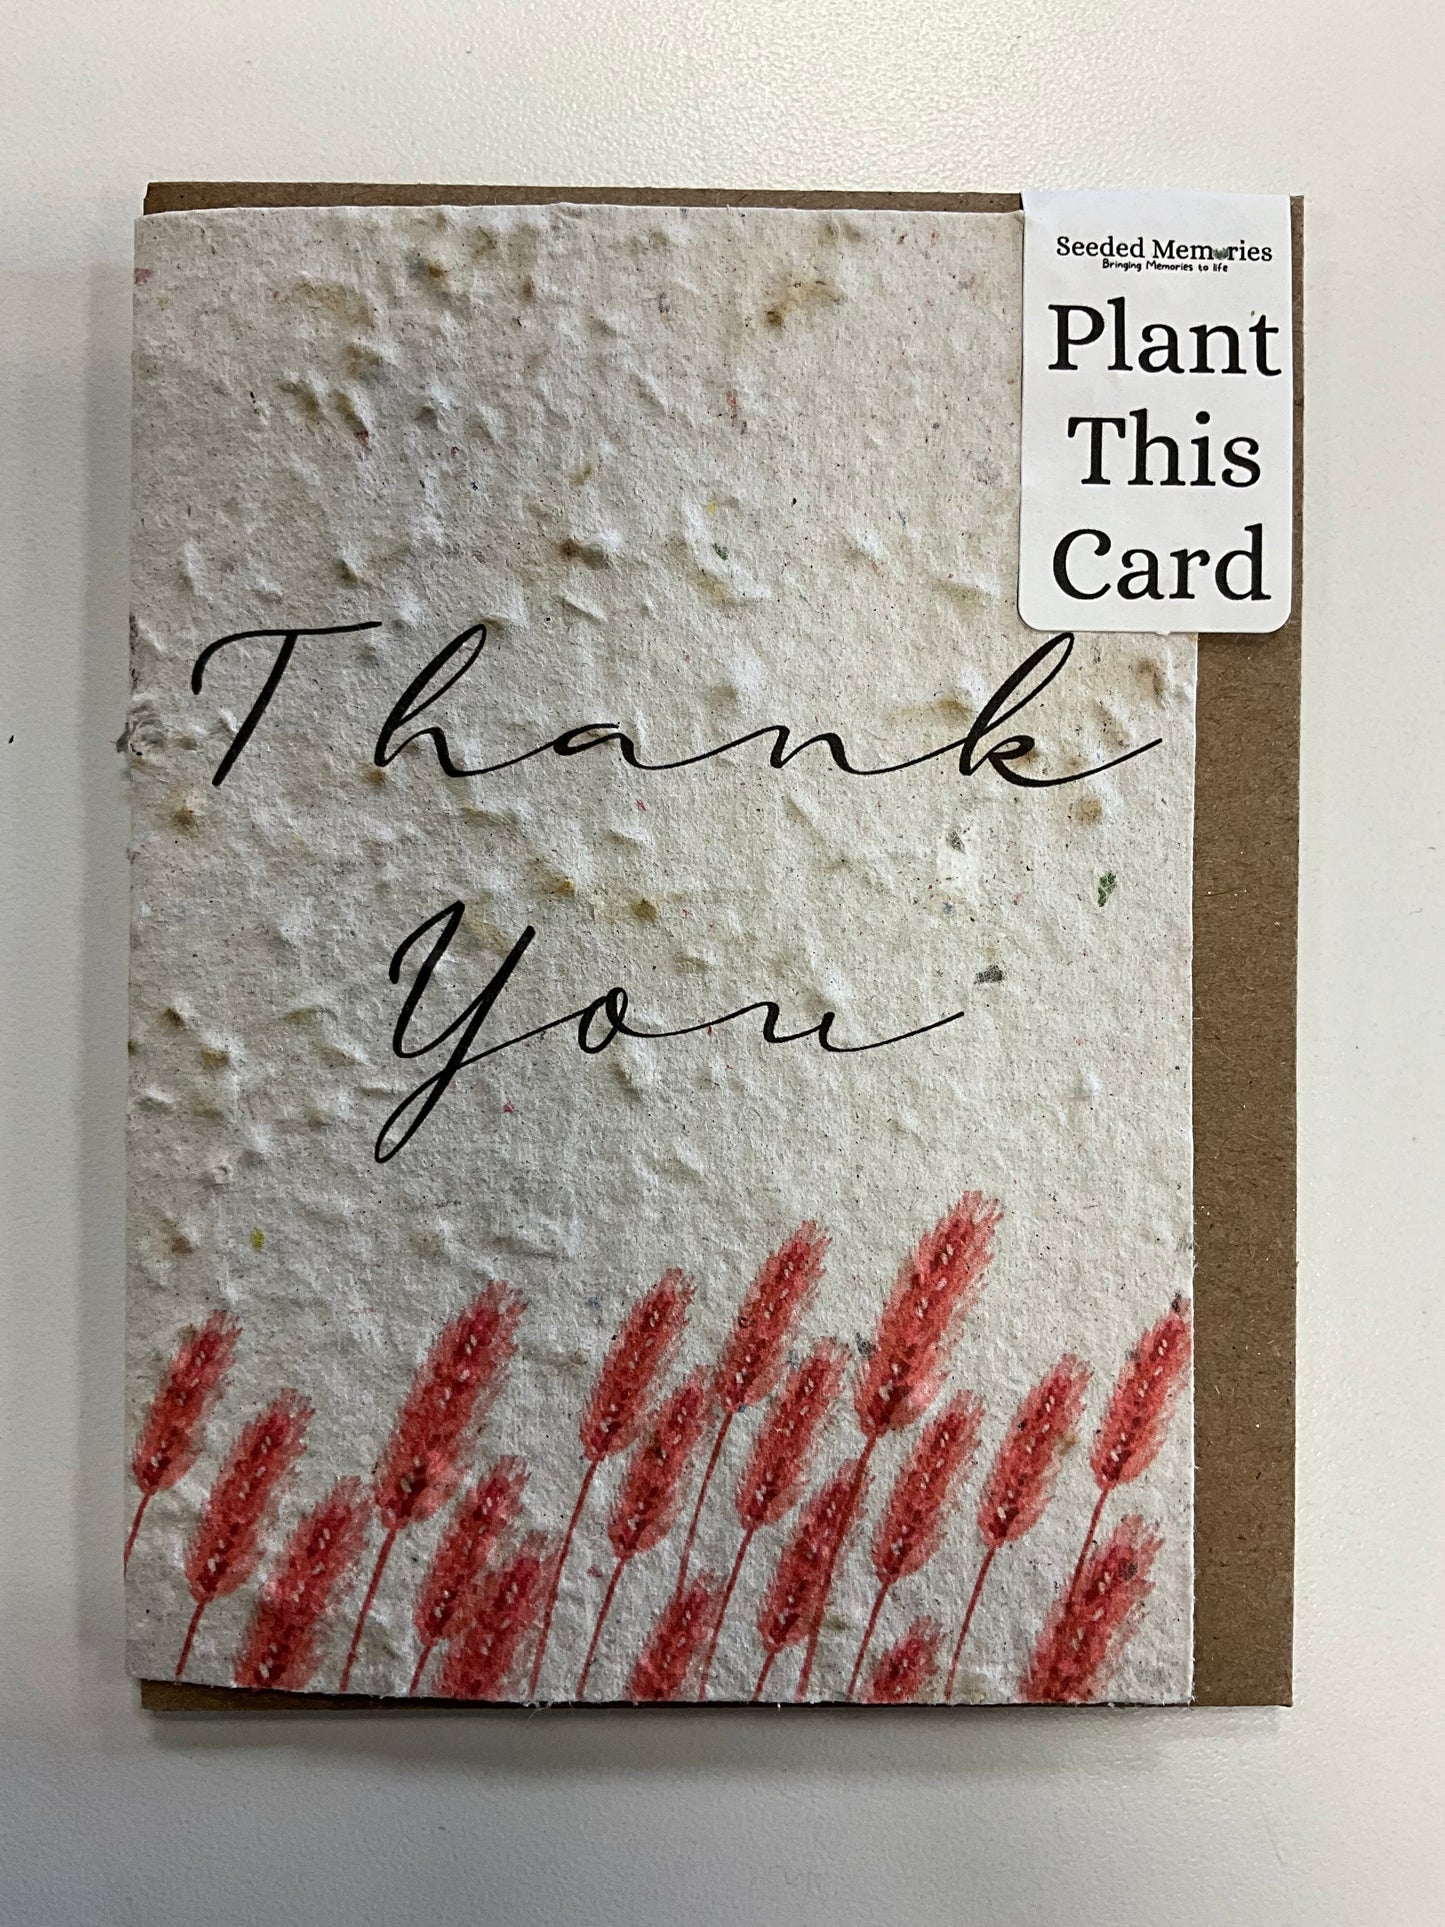 Seeded Memories
Bringing Memories to life
Plant
This
Card
Thank
You